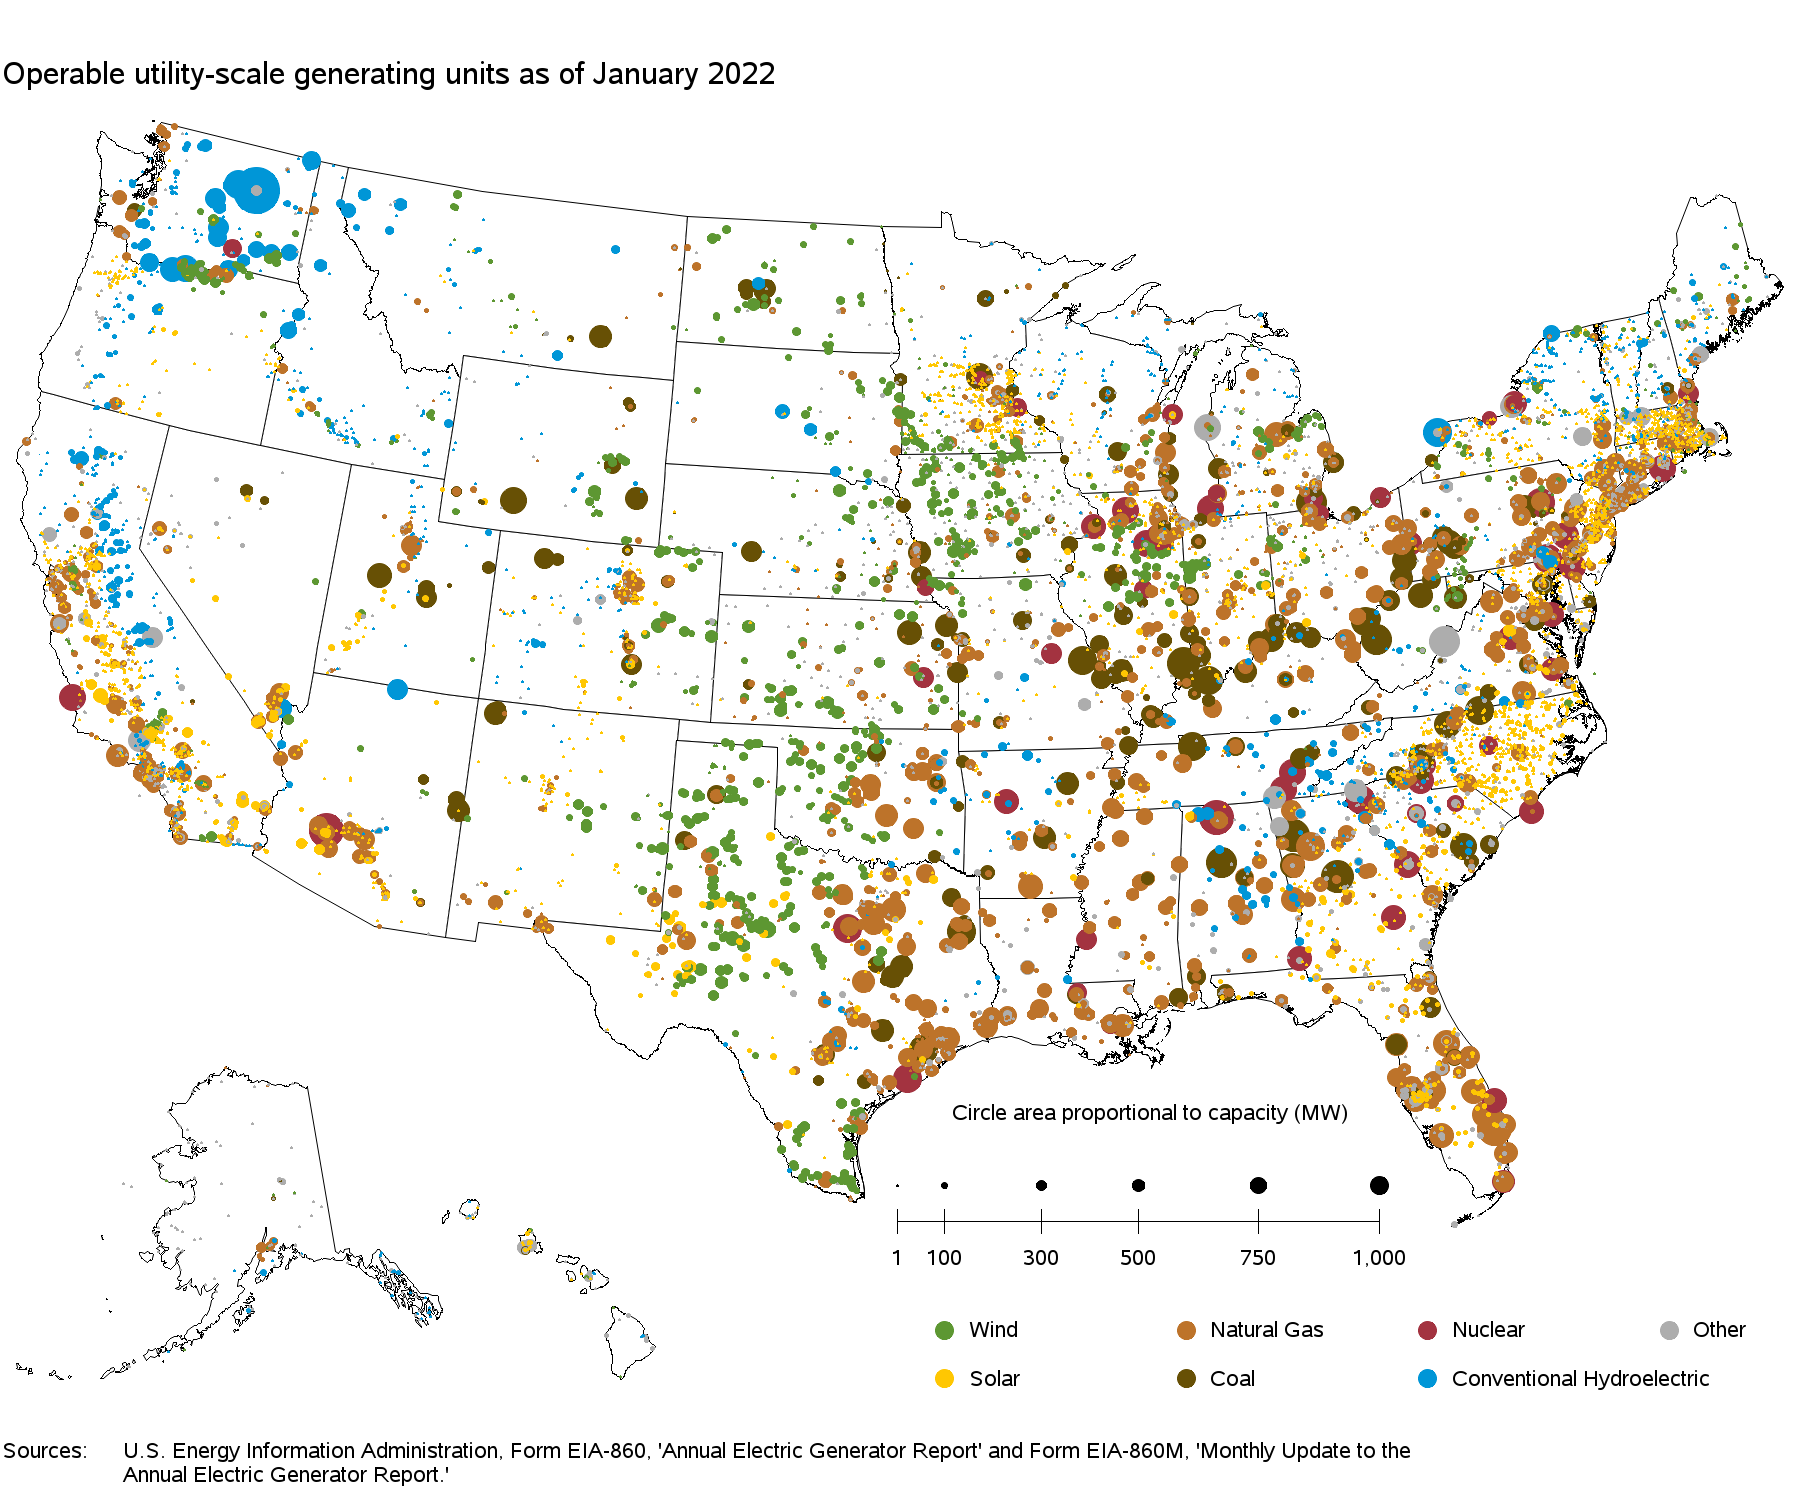 Operable utility-scale generating units as of January 2022
Circle area proportional to capacity (MW)
1 100 300 500 750 1,000
Wind Natural Gas Nuclear Other
Solar Coal Conventional Hydroelectric
Sources: U.S. Energy Information Administration, Form EIA-860, 'Annual Electric Generator Report' and Form EIA-860M, 'Monthly Update to the
Annual Electric Generator Report.'